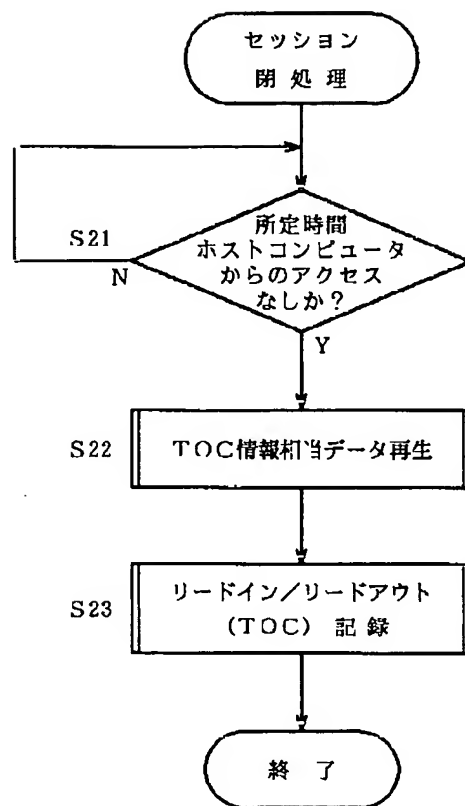 セッション
閉処理
S21
所定時間
ホストコンピュータ
からのアクセス
なしか？
N
Y
S22
TOC情報相当データ再生
S23
リードイン／リードアウト
(TOC) 記録
終了